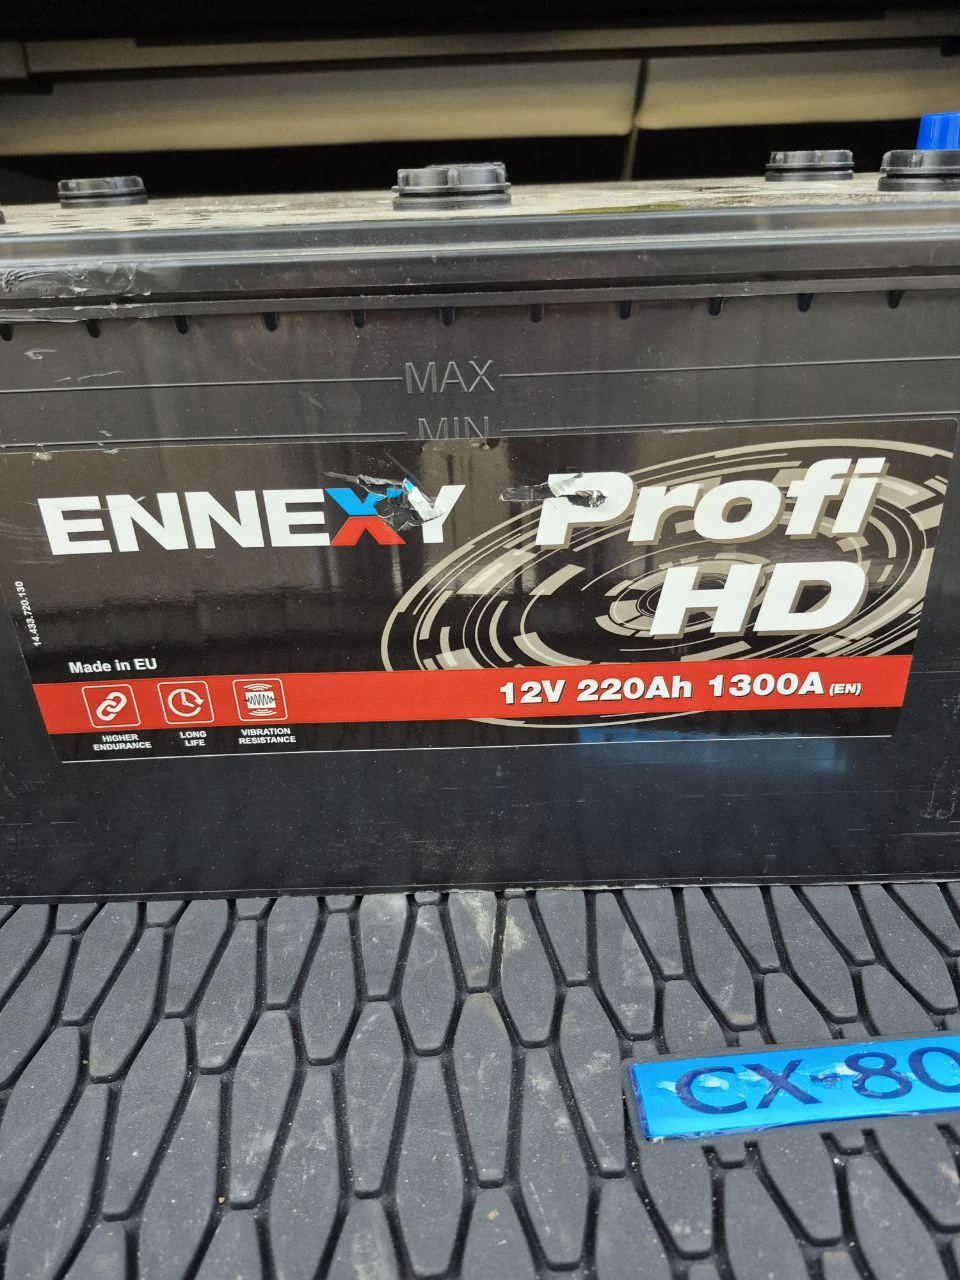 MAX
MIN
ENNEXY Profi
HD
14.433.720.130
Made in EU
12V 220Ah 1300A (EN)
HIGHER
ENDURANCE
LONG
LIFE
VIBRATION
RESISTANCE
CX-80